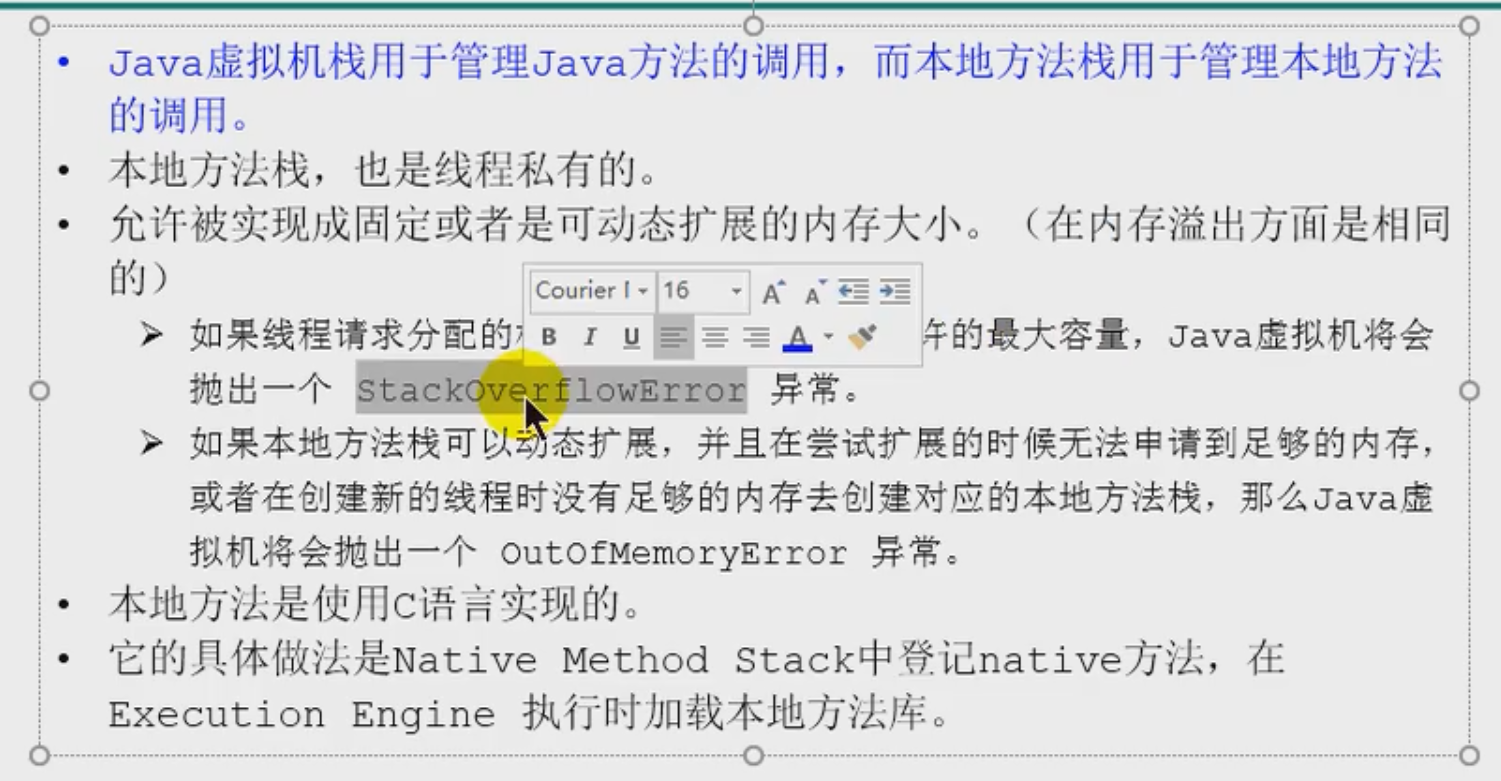 • Java虚拟机栈用于管理Java方法的调用，而本地方法栈用于管理本地方法
的调用。
• 本地方法栈，也是线程私有的。
• 允许被实现成固定或者是可动态扩展的内存大小。（在内存溢出方面是相同
的）
Courier 16
B I U A
➢ 如果线程请求分配的 的最大容量，Java虚拟机将会
抛出一个 StackOverflowError 异常。
➢ 如果本地方法栈可以动态扩展，并且在尝试扩展的时候无法申请到足够的内存，
或者在创建新的线程时没有足够的内存去创建对应的本地方法栈，那么Java虚
拟机将会抛出一个 OutOfMemoryError 异常。
• 本地方法是使用C语言实现的。
• 它的具体做法是Native Method Stack中登记native方法，在
Execution Engine 执行时加载本地方法库。